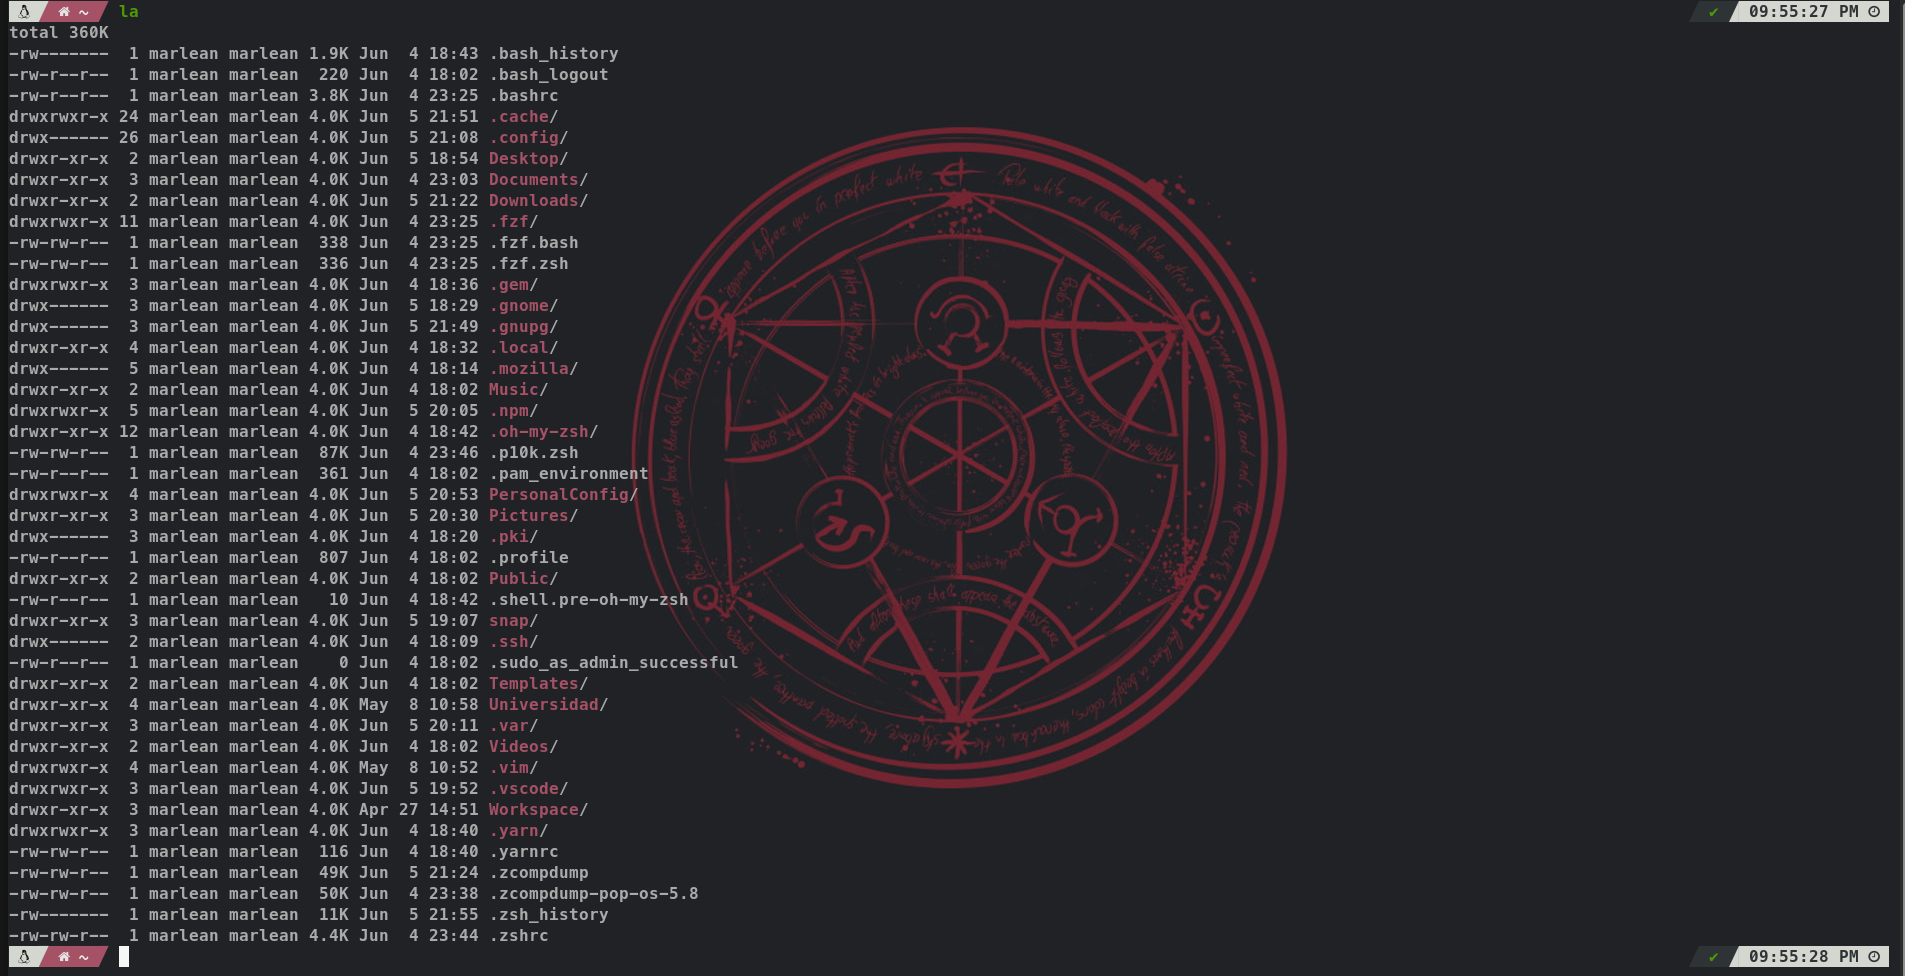 ~ la ✔ 09:55:27 PM
total 360K
-rw------- 1 marlean marlean 1.9K Jun 4 18:43 .bash_history
-rw-r--r-- 1 marlean marlean 220 Jun 4 18:02 .bash_logout
-rw-r--r-- 1 marlean marlean 3.8K Jun 4 23:25 .bashrc
drwxrwxr-x 24 marlean marlean 4.0K Jun 5 21:51 .cache/
drwx------ 26 marlean marlean 4.0K Jun 5 21:08 .config/
drwxr-xr-x 2 marlean marlean 4.0K Jun 5 18:54 Desktop/
drwxr-xr-x 3 marlean marlean 4.0K Jun 4 23:03 Documents/
drwxr-xr-x 2 marlean marlean 4.0K Jun 5 21:22 Downloads/
drwxrwxr-x 11 marlean marlean 4.0K Jun 4 23:25 .fzf/
-rw-rw-r-- 1 marlean marlean 338 Jun 4 23:25 .fzf.bash
-rw-rw-r-- 1 marlean marlean 336 Jun 4 23:25 .fzf.zsh
drwxrwxr-x 3 marlean marlean 4.0K Jun 4 18:36 .gem/
drwx------ 3 marlean marlean 4.0K Jun 5 18:29 .gnome/
drwx------ 3 marlean marlean 4.0K Jun 5 21:49 .gnupg/
drwxr-xr-x 4 marlean marlean 4.0K Jun 4 18:32 .local/
drwx------ 5 marlean marlean 4.0K Jun 4 18:14 .mozilla/
drwxr-xr-x 2 marlean marlean 4.0K Jun 4 18:02 Music/
drwxrwxr-x 5 marlean marlean 4.0K Jun 5 20:05 .npm/
drwxr-xr-x 12 marlean marlean 4.0K Jun 4 18:42 .oh-my-zsh/
-rw-rw-r-- 1 marlean marlean 87K Jun 4 23:46 .p10k.zsh
-rw-r--r-- 1 marlean marlean 361 Jun 4 18:02 .pam_environment
drwxrwxr-x 4 marlean marlean 4.0K Jun 5 20:53 PersonalConfig/
drwxr-xr-x 3 marlean marlean 4.0K Jun 5 20:30 Pictures/
drwx------ 3 marlean marlean 4.0K Jun 4 18:20 .pki/
-rw-r--r-- 1 marlean marlean 807 Jun 4 18:02 .profile
drwxr-xr-x 2 marlean marlean 4.0K Jun 4 18:02 Public/
-rw-r--r-- 1 marlean marlean 10 Jun 4 18:42 .shell.pre-oh-my-zsh
drwxr-xr-x 3 marlean marlean 4.0K Jun 5 19:07 snap/
drwx------ 2 marlean marlean 4.0K Jun 4 18:09 .ssh/
-rw-r--r-- 1 marlean marlean 0 Jun 4 18:02 .sudo_as_admin_successful
drwxr-xr-x 2 marlean marlean 4.0K Jun 4 18:02 Templates/
drwxr-xr-x 4 marlean marlean 4.0K May 8 10:58 Universidad/
drwxr-xr-x 3 marlean marlean 4.0K Jun 5 20:11 .var/
drwxr-xr-x 2 marlean marlean 4.0K Jun 4 18:02 Videos/
drwxrwxr-x 4 marlean marlean 4.0K May 8 10:52 .vim/
drwxrwxr-x 3 marlean marlean 4.0K Jun 5 19:52 .vscode/
drwxr-xr-x 3 marlean marlean 4.0K Apr 27 14:51 Workspace/
drwxrwxr-x 3 marlean marlean 4.0K Jun 4 18:40 .yarn/
-rw-rw-r-- 1 marlean marlean 116 Jun 4 18:40 .yarnrc
-rw-rw-r-- 1 marlean marlean 49K Jun 5 21:24 .zcompdump
-rw-rw-r-- 1 marlean marlean 50K Jun 4 23:38 .zcompdump-pop-os-5.8
-rw------- 1 marlean marlean 11K Jun 5 21:55 .zsh_history
-rw-rw-r-- 1 marlean marlean 4.4K Jun 4 23:44 .zshrc
~ ✔ 09:55:28 PM